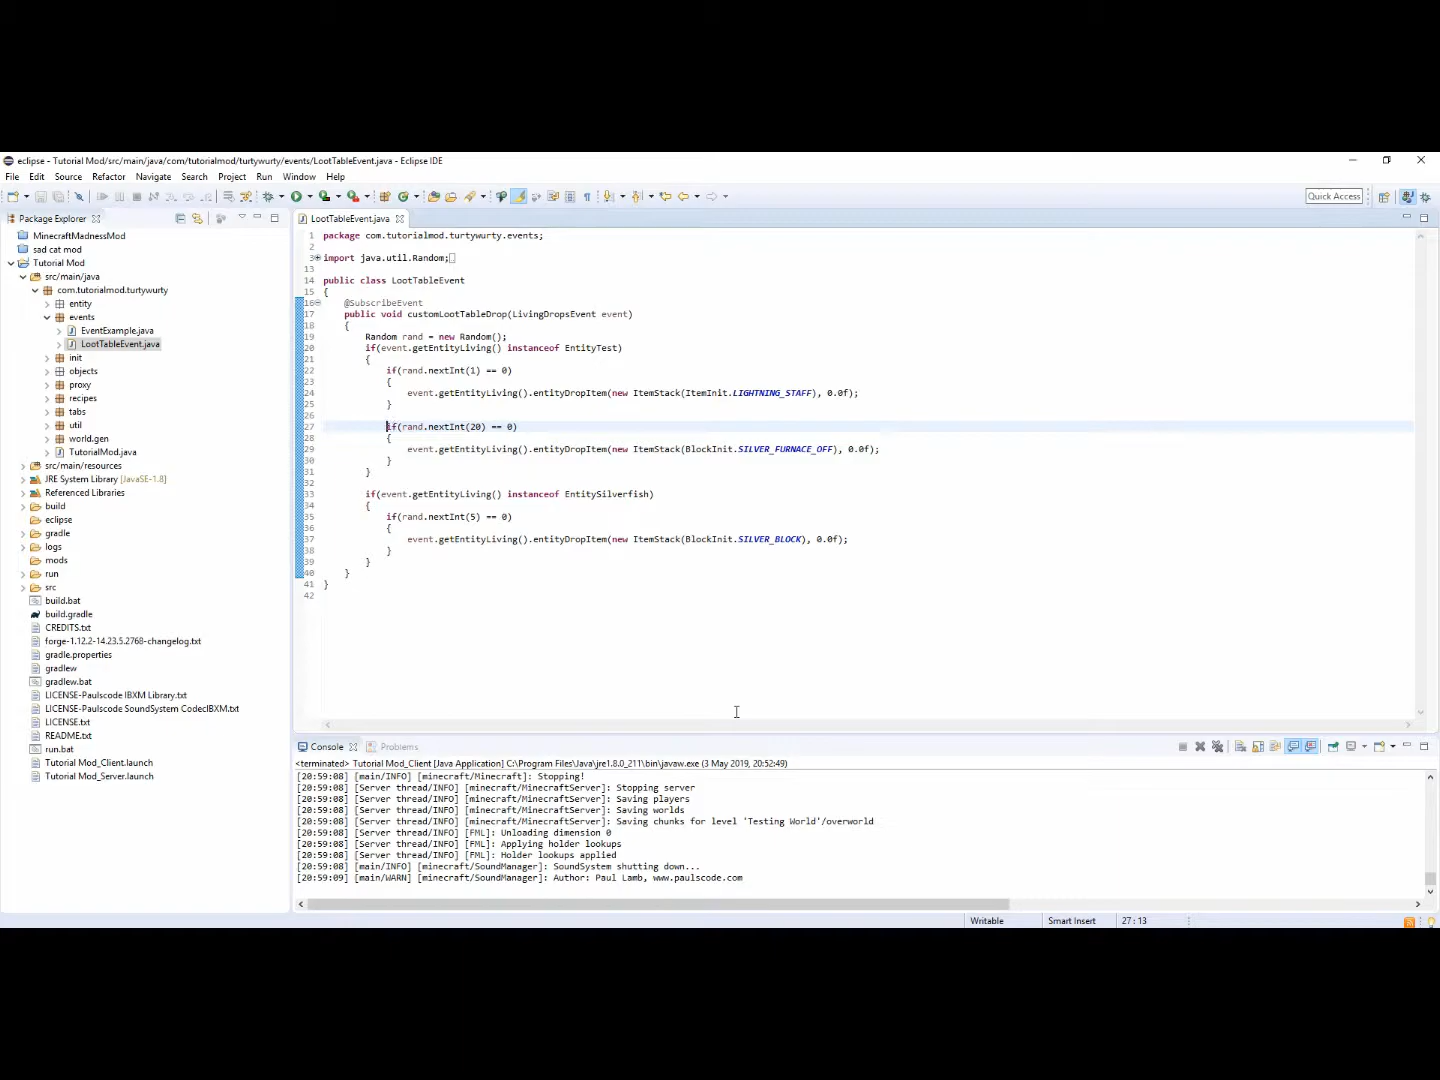 eclipse - Tutorial Mod/src/main/java/com/tutorialmod/turtywurty/events/LootTableEvent.java - Eclipse IDE
File Edit Source Refactor Navigate Search Project Run Window Help
Quick Access
Package Explorer
MinecraftMadnessMod
sad cat mod
Tutorial Mod
src/main/java
com.tutorialmod.turtywurty
entity
events
EventExample.java
LootTableEvent.java
init
objects
proxy
recipes
tabs
util
world.gen
TutorialMod.java
src/main/resources
JRE System Library [JavaSE-1.8]
Referenced Libraries
build
eclipse
gradle
logs
mods
run
src
build.bat
build.gradle
CREDITS.txt
forge-1.12.2-14.23.5.2768-changelog.txt
gradle.properties
gradlew
gradlew.bat
LICENSE-Paulscode IBXM Library.txt
LICENSE-Paulscode SoundSystem CodecIBXM.txt
LICENSE.txt
README.txt
run.bat
Tutorial Mod_Client.launch
Tutorial Mod_Server.launch
LootTableEvent.java
1 package com.tutorialmod.turtywurty.events;
2
3 import java.util.Random;
13
14 public class LootTableEvent
15 {
16 @SubscribeEvent
17 public void customLootTableDrop(LivingDropsEvent event)
18 {
19 Random rand = new Random();
20 if(event.getEntityLiving() instanceof EntityTest)
21 {
22 if(rand.nextInt(1) == 0)
23 {
24 event.getEntityLiving().entityDropItem(new ItemStack(ItemInit.LIGHTNING_STAFF), 0.0f);
25 }
26
27 if(rand.nextInt(20) == 0)
28 {
29 event.getEntityLiving().entityDropItem(new ItemStack(BlockInit.SILVER_FURNACE_OFF), 0.0f);
30 }
31 }
32
33 if(event.getEntityLiving() instanceof EntitySilverfish)
34 {
35 if(rand.nextInt(5) == 0)
36 {
37 event.getEntityLiving().entityDropItem(new ItemStack(BlockInit.SILVER_BLOCK), 0.0f);
38 }
39 }
40 }
41 }
42
Console Problems
<terminated> Tutorial Mod_Client [Java Application] C:\Program Files\Java\jre1.8.0_211\bin\javaw.exe (3 May 2019, 20:52:49)
[20:59:08] [main/INFO] [minecraft/Minecraft]: Stopping!
[20:59:08] [Server thread/INFO] [minecraft/MinecraftServer]: Stopping server
[20:59:08] [Server thread/INFO] [minecraft/MinecraftServer]: Saving players
[20:59:08] [Server thread/INFO] [minecraft/MinecraftServer]: Saving worlds
[20:59:08] [Server thread/INFO] [minecraft/MinecraftServer]: Saving chunks for level 'Testing World'/overworld
[20:59:08] [Server thread/INFO] [FML]: Unloading dimension 0
[20:59:08] [Server thread/INFO] [FML]: Applying holder lookups
[20:59:08] [Server thread/INFO] [FML]: Holder lookups applied
[20:59:08] [main/INFO] [minecraft/SoundManager]: SoundSystem shutting down...
[20:59:09] [main/WARN] [minecraft/SoundManager]: Author: Paul Lamb, www.paulscode.com
Writable Smart Insert 27 : 13